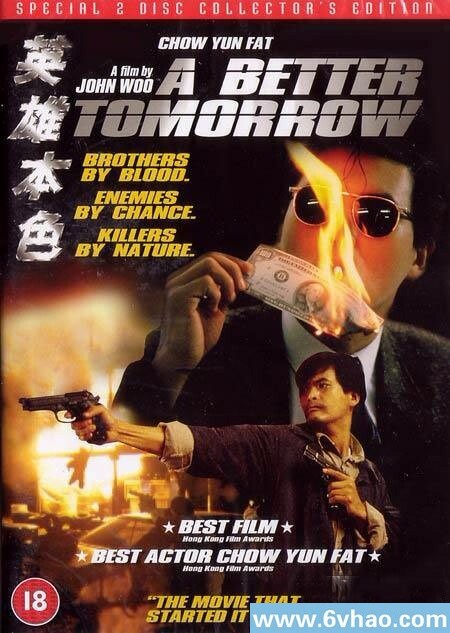 SPECIAL 2 DISC COLLECTOR'S EDITION
CHOW YUN FAT
英雄本色
A film by
JOHN WOO
A BETTER
TOMORROW
BROTHERS
BY BLOOD.
ENEMIES
BY CHANCE.
KILLERS
BY NATURE.
★BEST FILM★
Hong Kong Film Awards
★BEST ACTOR CHOW YUN FAT★
Hong Kong Film Awards
18
"THE MOVIE THAT
STARTED IT
www.6vhao.com